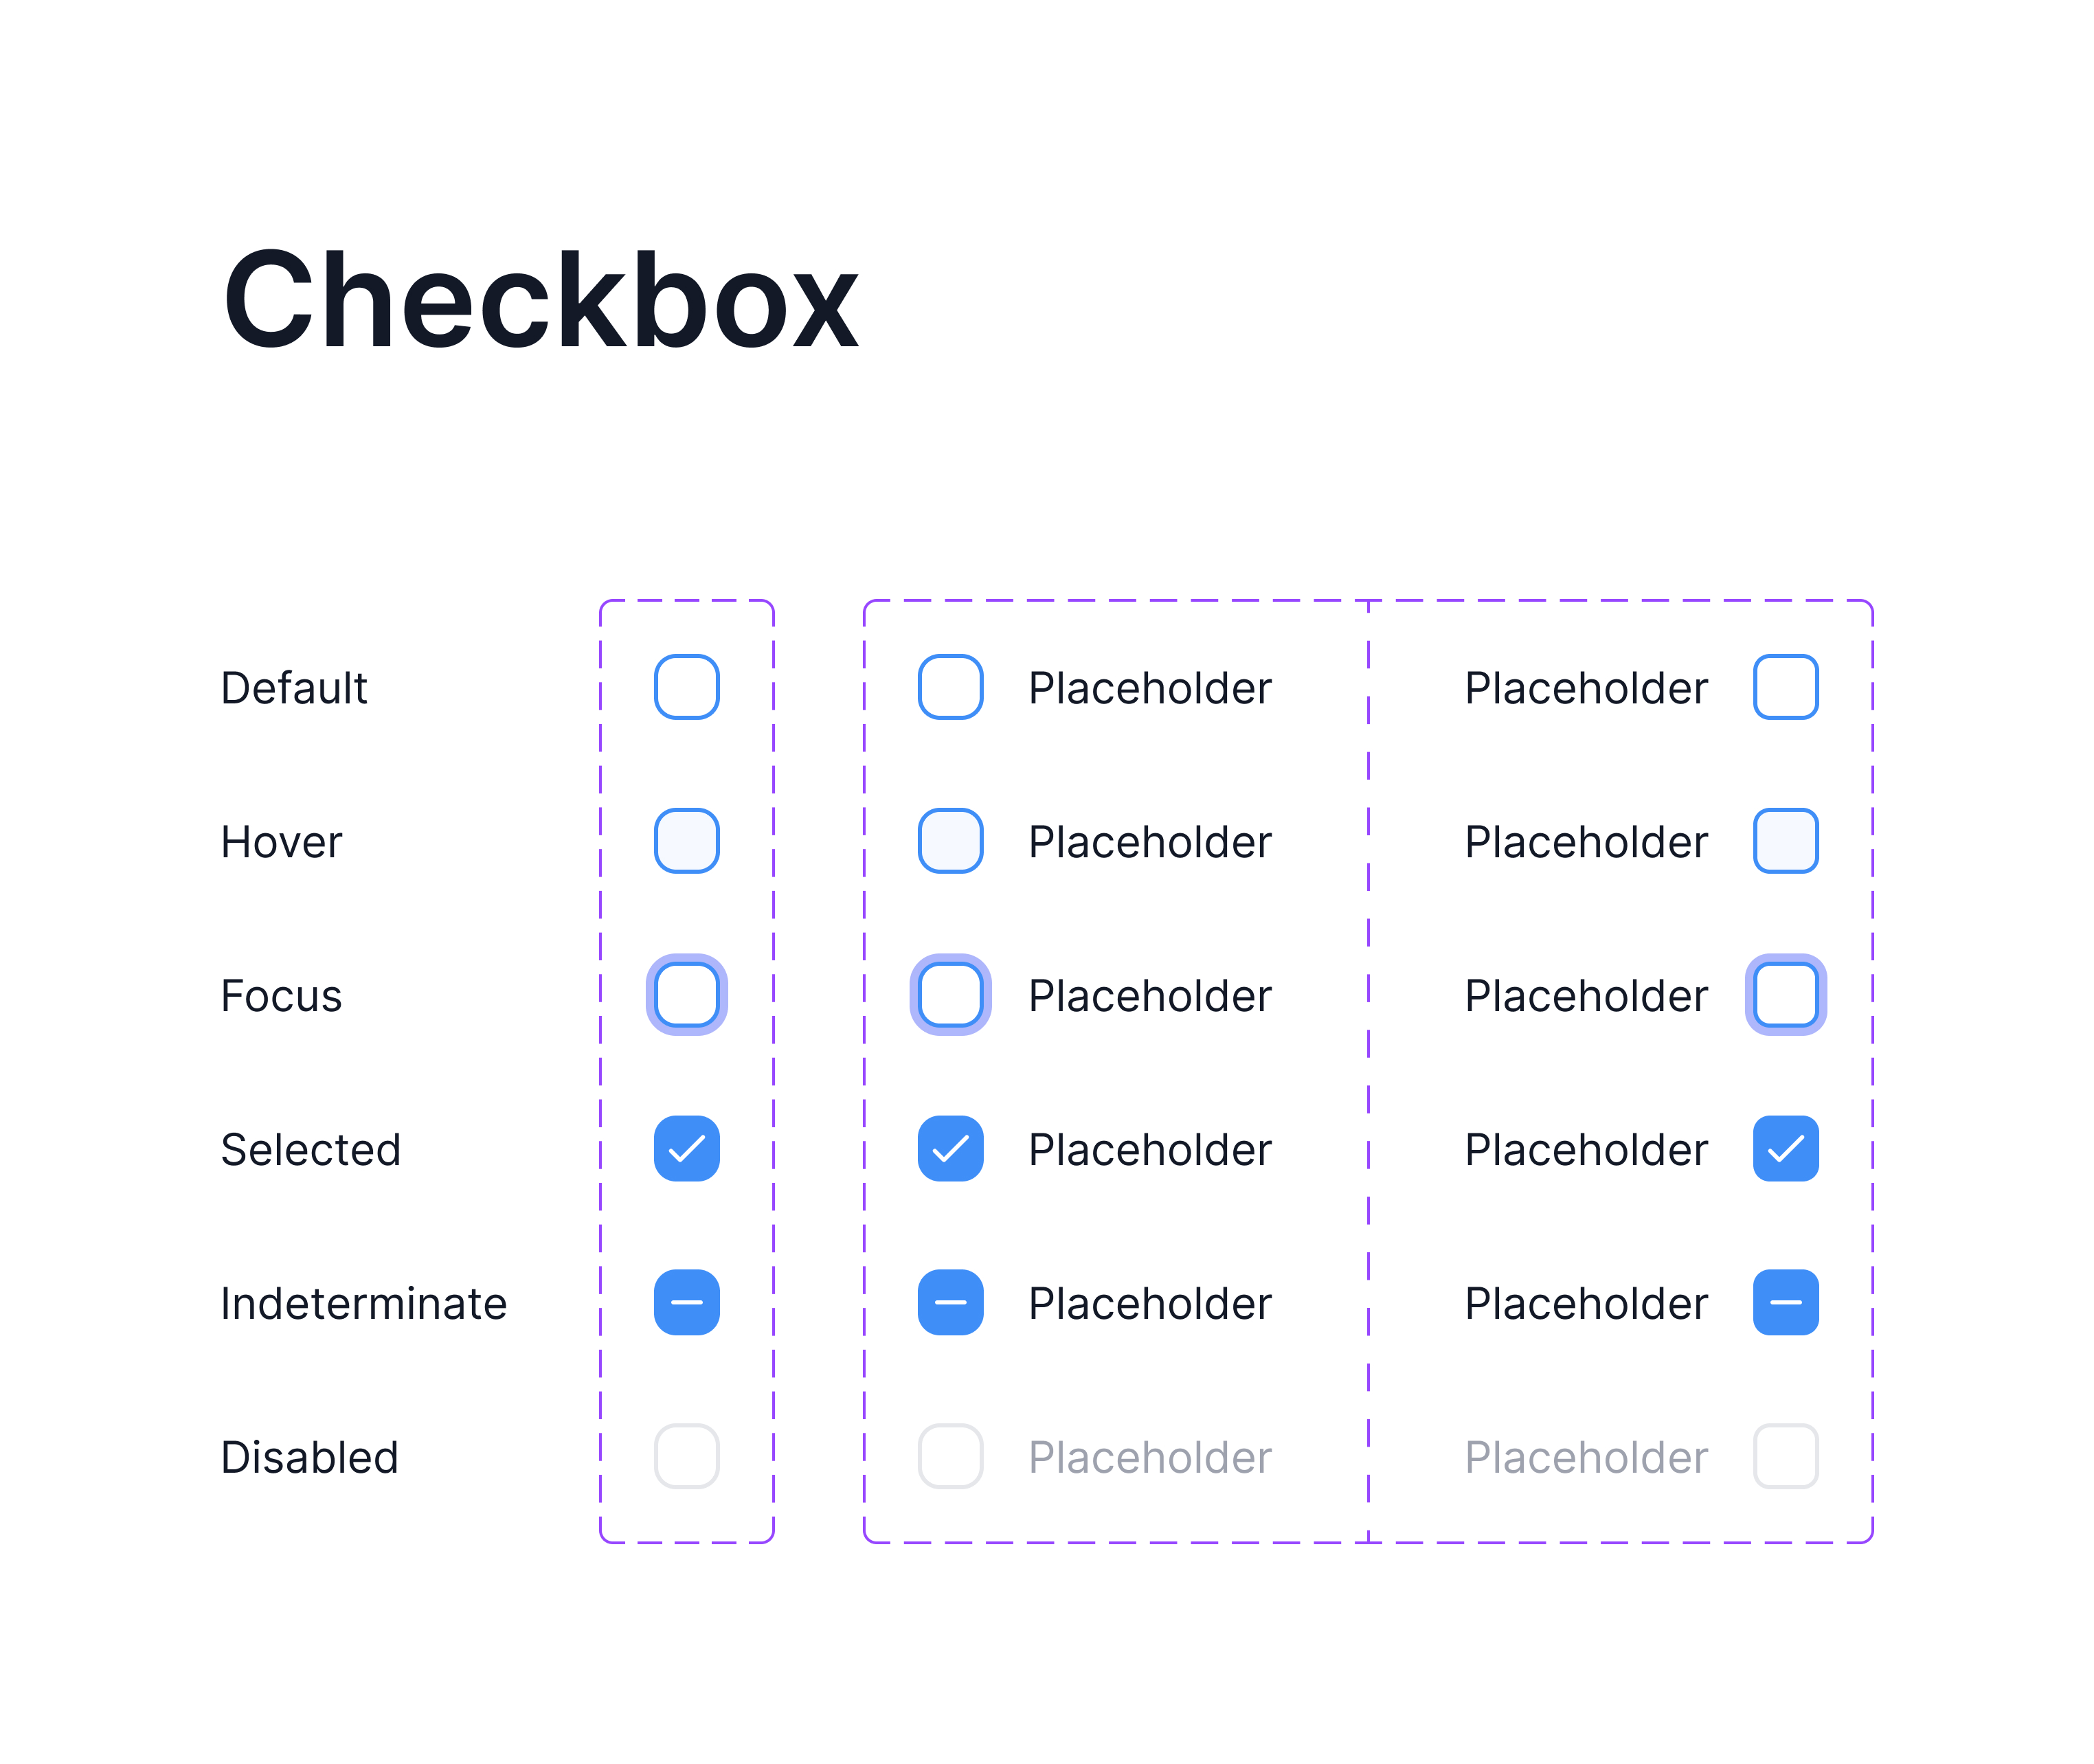 Checkbox
Default Placeholder Placeholder
Hover Placeholder Placeholder
Focus Placeholder Placeholder
Selected Placeholder Placeholder
Indeterminate Placeholder Placeholder
Disabled Placeholder Placeholder